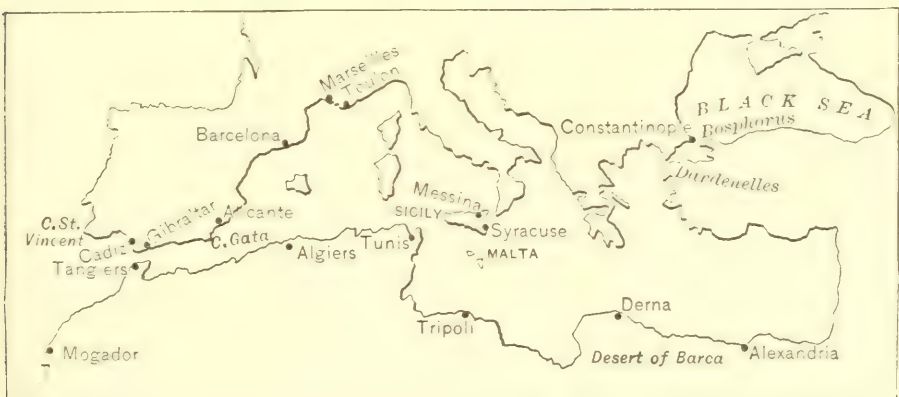 Marseilles
Toulon
BLACK SEA
Constantinople
Bosphorus
Barcelona
Dardenelles
Messina
SICILY
C. St.
Vincent
Gibraltar
Alicante
Syracuse
Cadiz
C. Gata
Tangiers
Algiers
Tunis
MALTA
Derna
Tripoli
Mogador
Desert of Barca
Alexandria